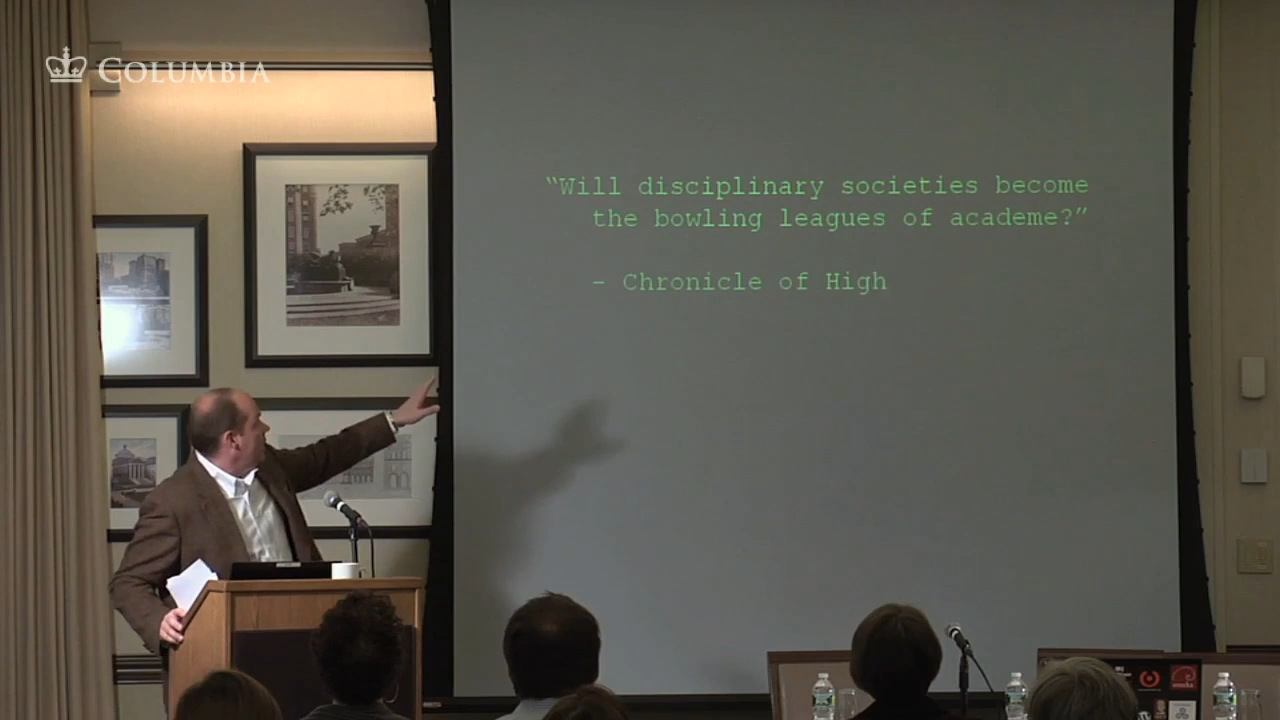 COLUMBIA
“Will disciplinary societies become
the bowling leagues of academe?”
– Chronicle of High